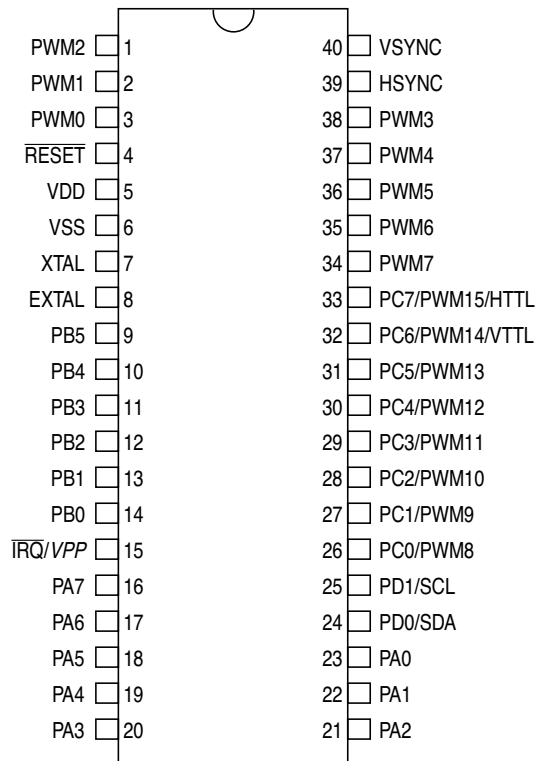 PWM2 1 40 VSYNC
PWM1 2 39 HSYNC
PWM0 3 38 PWM3
RESET 4 37 PWM4
VDD 5 36 PWM5
VSS 6 35 PWM6
XTAL 7 34 PWM7
EXTAL 8 33 PC7/PWM15/HTTL
PB5 9 32 PC6/PWM14/VTTL
PB4 10 31 PC5/PWM13
PB3 11 30 PC4/PWM12
PB2 12 29 PC3/PWM11
PB1 13 28 PC2/PWM10
PB0 14 27 PC1/PWM9
IRQ/VPP 15 26 PC0/PWM8
PA7 16 25 PD1/SCL
PA6 17 24 PD0/SDA
PA5 18 23 PA0
PA4 19 22 PA1
PA3 20 21 PA2